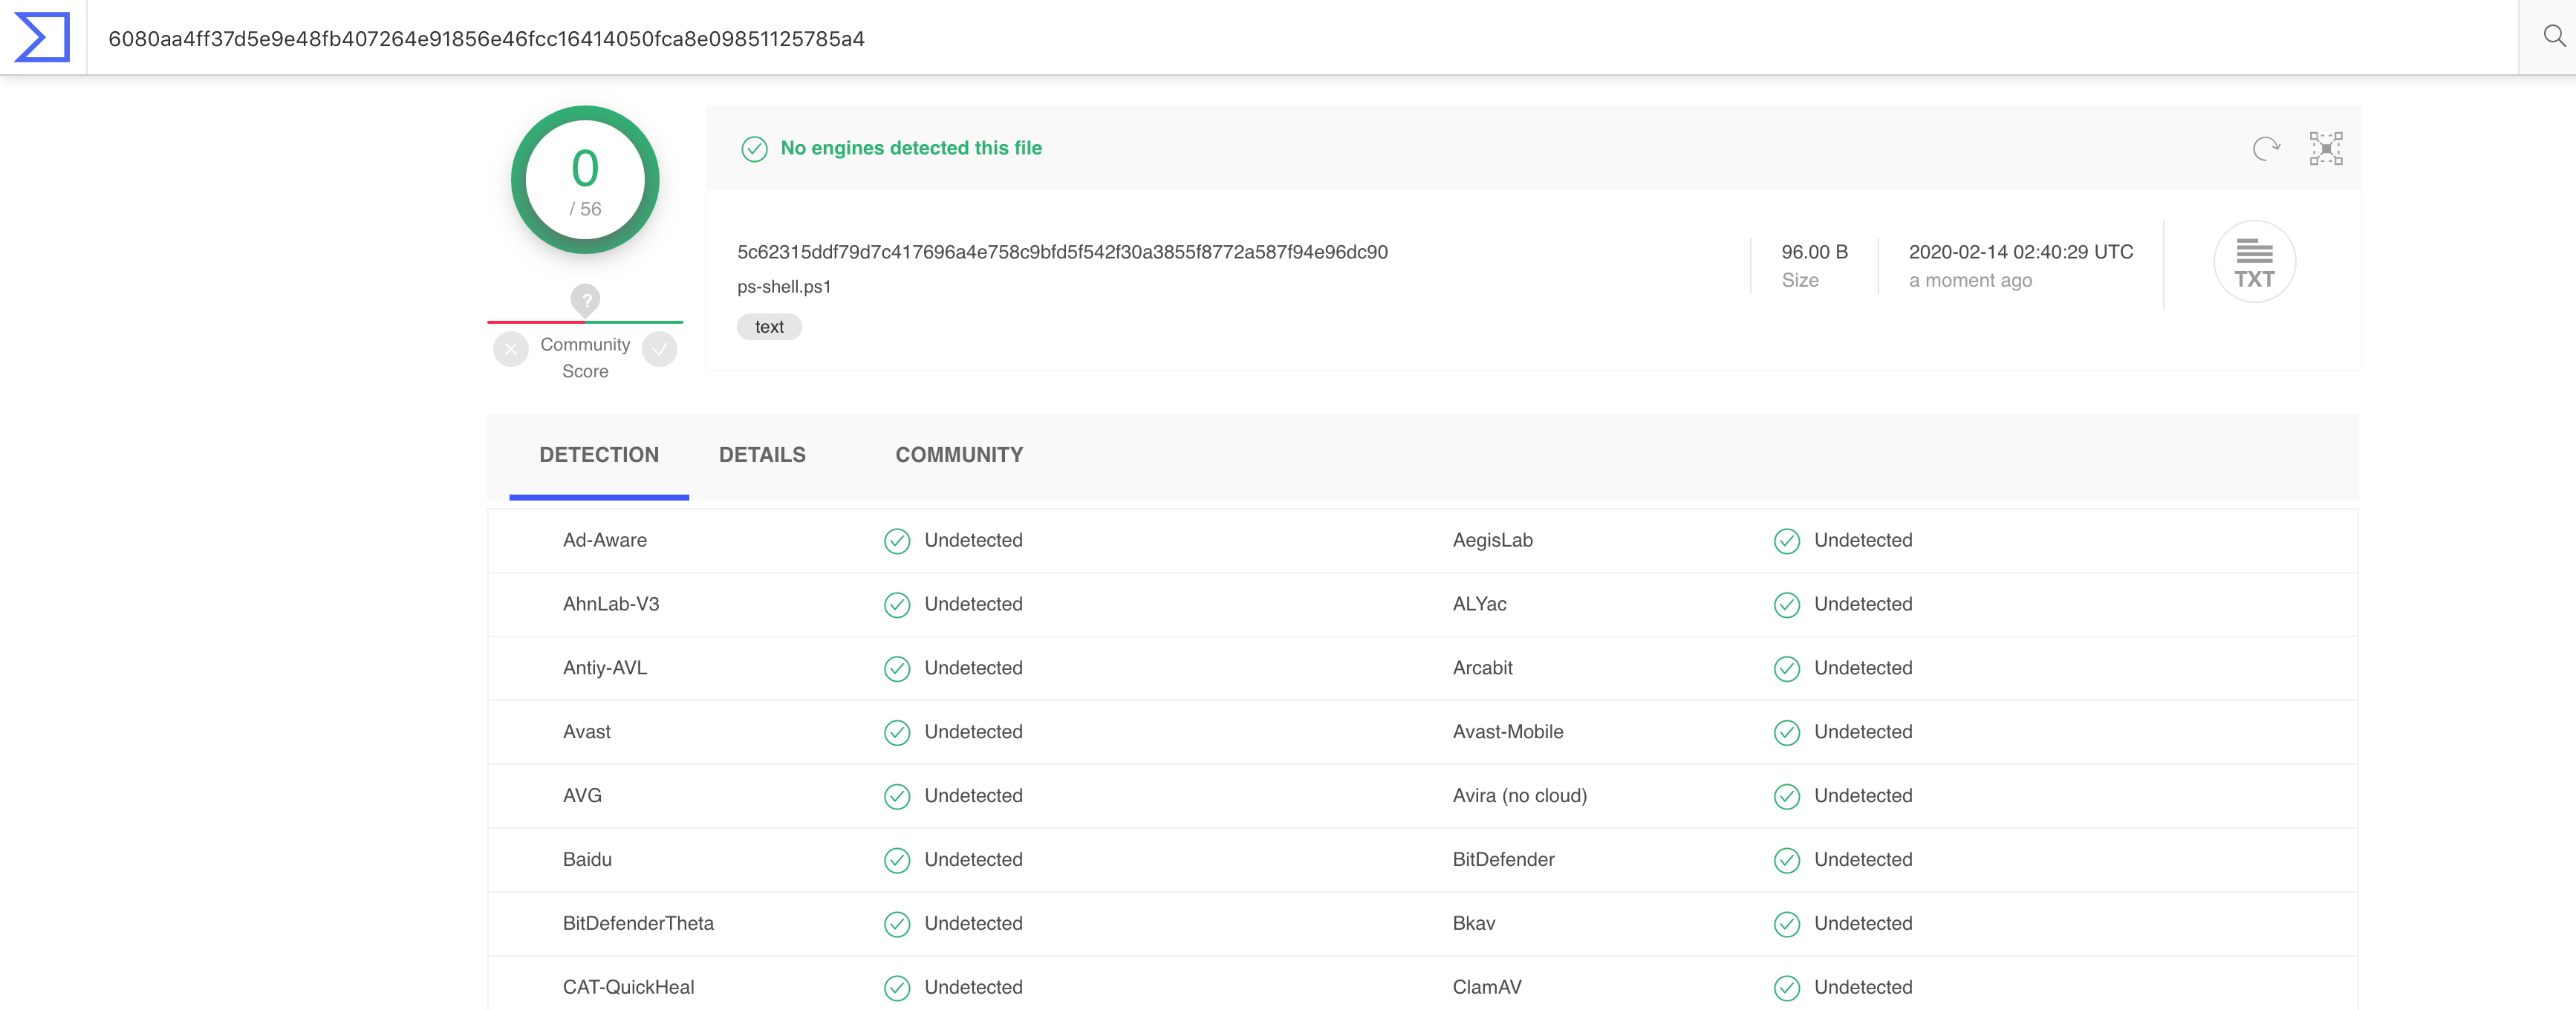 6080aa4ff37d5e9e48fb407264e91856e46fcc16414050fca8e09851125785a4
0
/ 56
No engines detected this file
5c62315ddf79d7c417696a4e758c9bfd5f542f30a3855f8772a587f94e96dc90
ps-shell.ps1
text
96.00 B
Size
2020-02-14 02:40:29 UTC
a moment ago
TXT
?
Community
Score
DETECTION DETAILS COMMUNITY
Ad-Aware Undetected AegisLab Undetected
AhnLab-V3 Undetected ALYac Undetected
Antiy-AVL Undetected Arcabit Undetected
Avast Undetected Avast-Mobile Undetected
AVG Undetected Avira (no cloud) Undetected
Baidu Undetected BitDefender Undetected
BitDefenderTheta Undetected Bkav Undetected
CAT-QuickHeal Undetected ClamAV Undetected